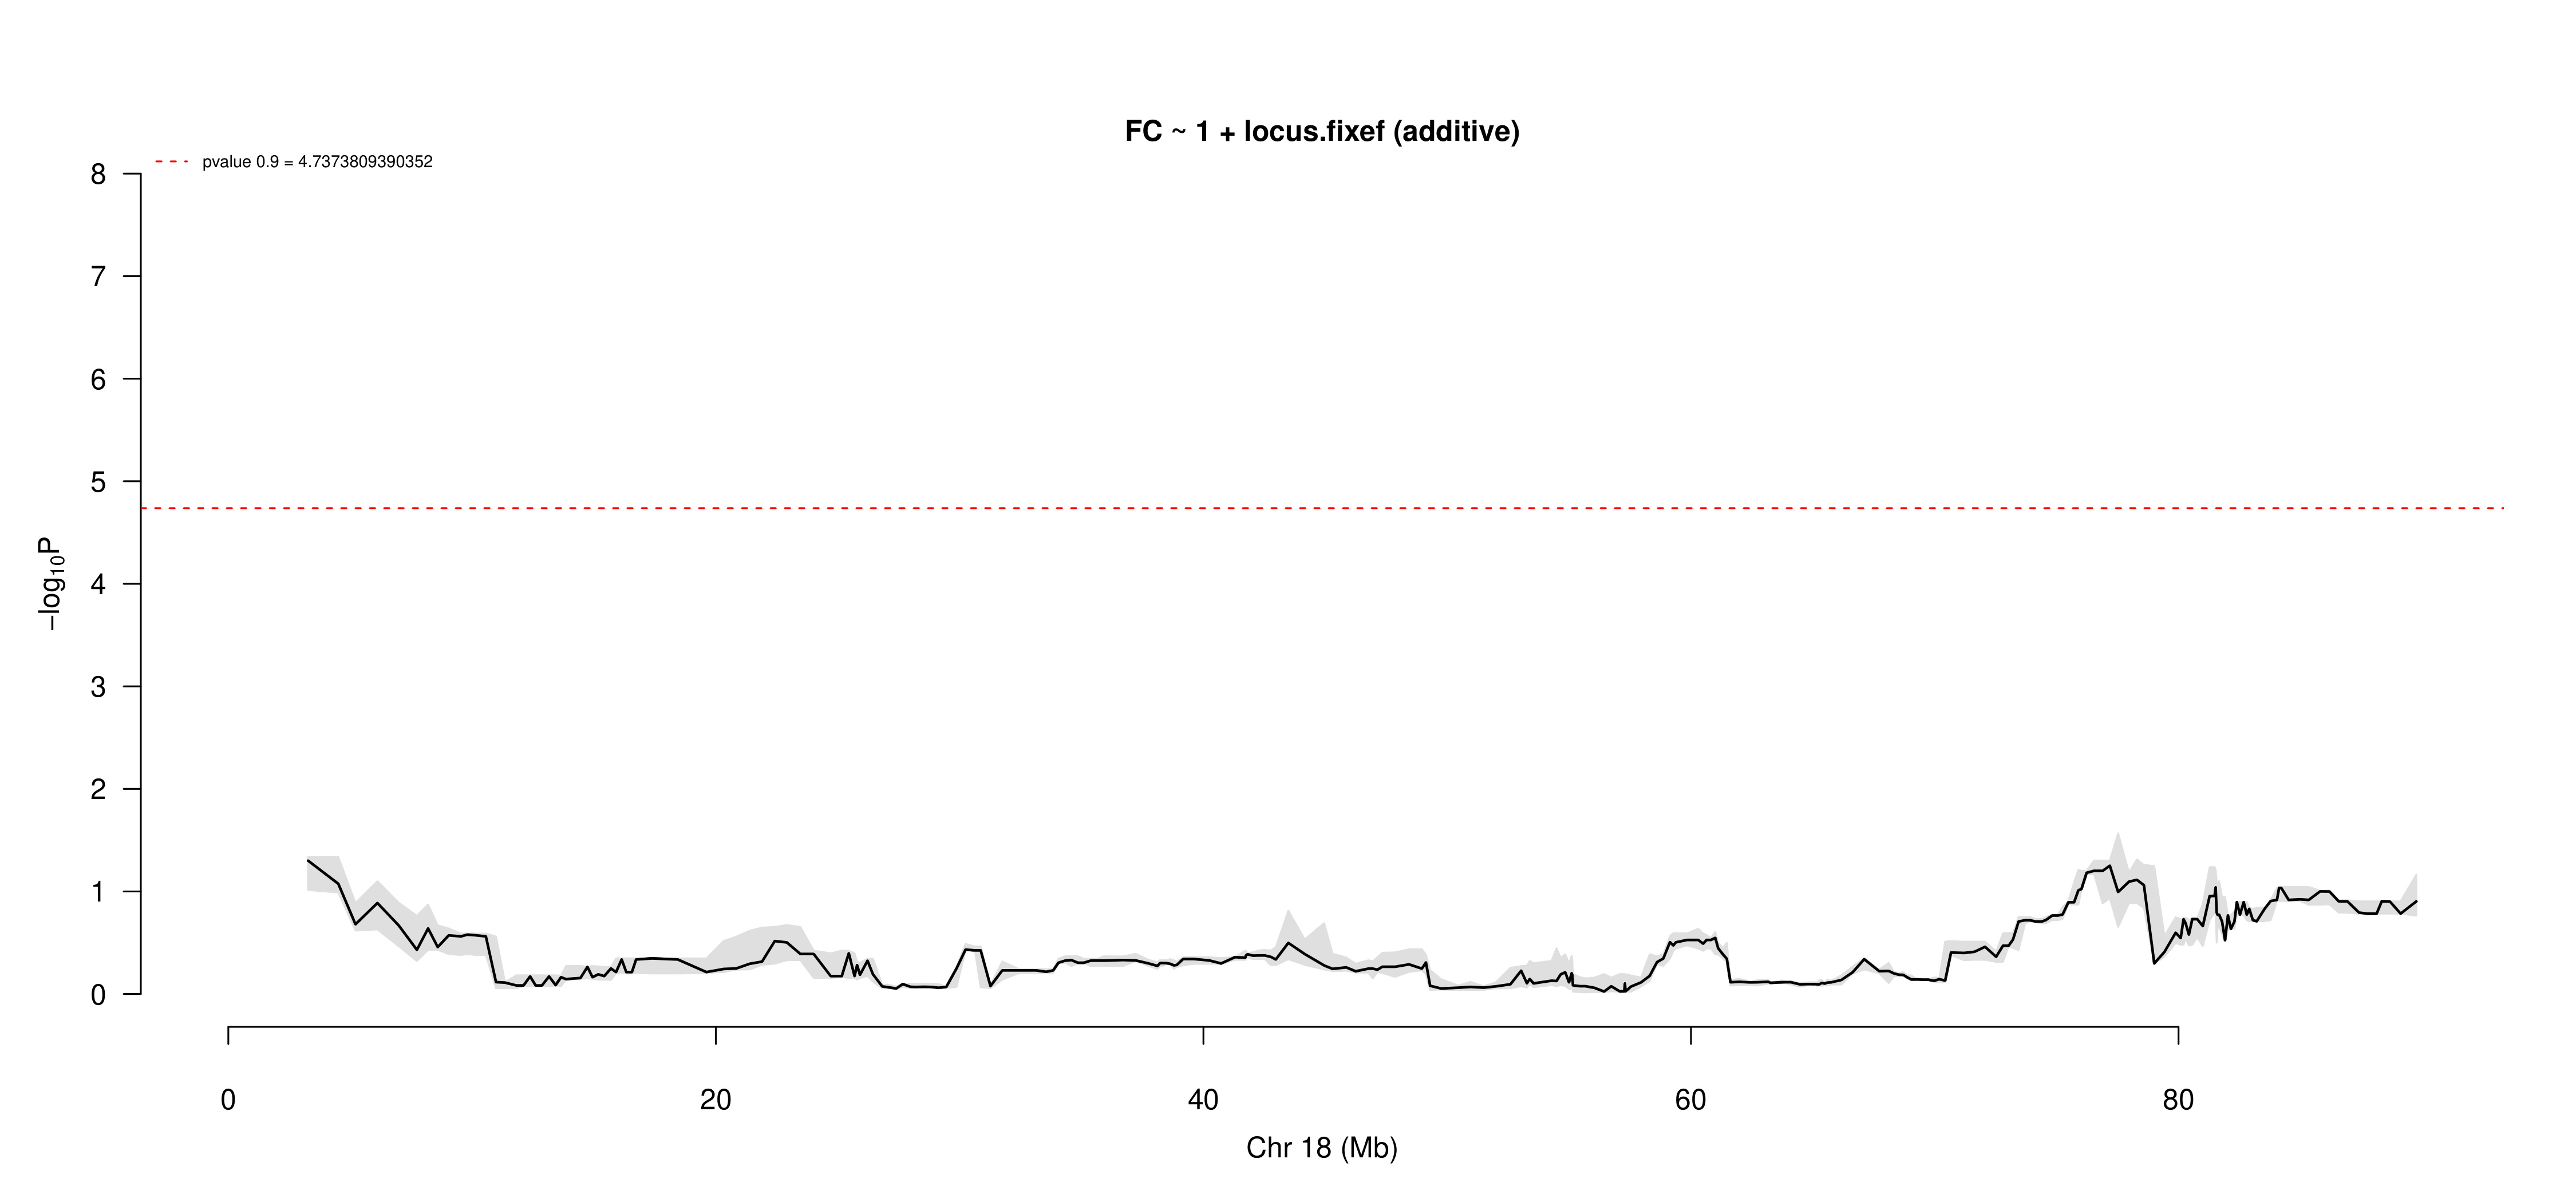 FC ~ 1 + locus.fixef (additive)
pvalue 0.9 = 4.7373809390352
8
7
6
5
4
3
2
1
0
−log10P
0 20 40 60 80
Chr 18 (Mb)